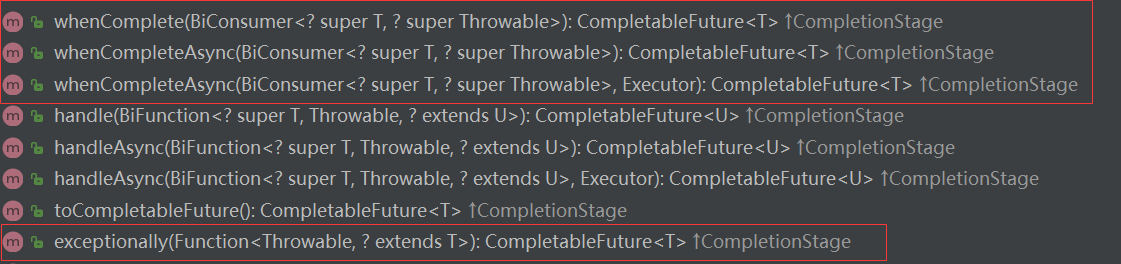 m whenComplete(BiConsumer<? super T, ? super Throwable>): CompletableFuture<T> ↑CompletionStage
m whenCompleteAsync(BiConsumer<? super T, ? super Throwable>): CompletableFuture<T> ↑CompletionStage
m whenCompleteAsync(BiConsumer<? super T, ? super Throwable>, Executor): CompletableFuture<T> ↑CompletionStage
m handle(BiFunction<? super T, Throwable, ? extends U>): CompletableFuture<U> ↑CompletionStage
m handleAsync(BiFunction<? super T, Throwable, ? extends U>): CompletableFuture<U> ↑CompletionStage
m handleAsync(BiFunction<? super T, Throwable, ? extends U>, Executor): CompletableFuture<U> ↑CompletionStage
m toCompletableFuture(): CompletableFuture<T> ↑CompletionStage
m exceptionally(Function<Throwable, ? extends T>): CompletableFuture<T> ↑CompletionStage